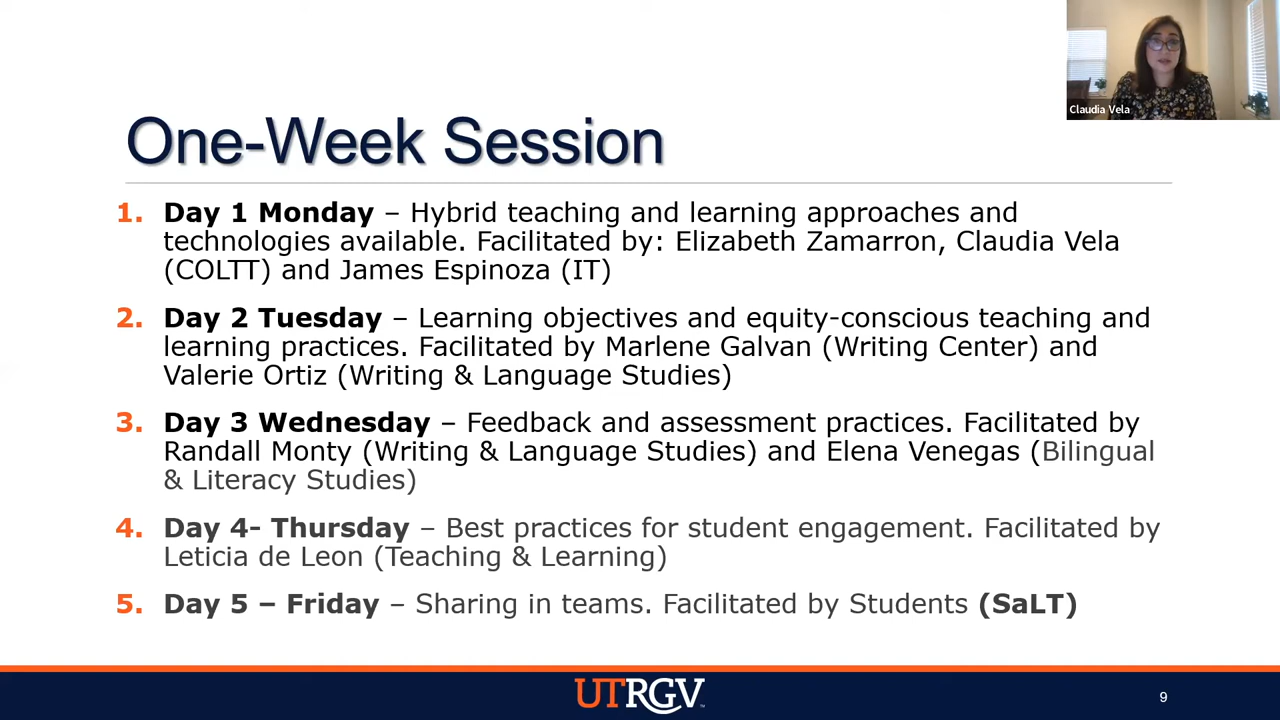 Claudia Vela
One-Week Session
1. Day 1 Monday – Hybrid teaching and learning approaches and
technologies available. Facilitated by: Elizabeth Zamarron, Claudia Vela
(COLTT) and James Espinoza (IT)
2. Day 2 Tuesday – Learning objectives and equity-conscious teaching and
learning practices. Facilitated by Marlene Galvan (Writing Center) and
Valerie Ortiz (Writing & Language Studies)
3. Day 3 Wednesday – Feedback and assessment practices. Facilitated by
Randall Monty (Writing & Language Studies) and Elena Venegas (Bilingual
& Literacy Studies)
4. Day 4- Thursday – Best practices for student engagement. Facilitated by
Leticia de Leon (Teaching & Learning)
5. Day 5 – Friday – Sharing in teams. Facilitated by Students (SaLT)
UTRGV
9